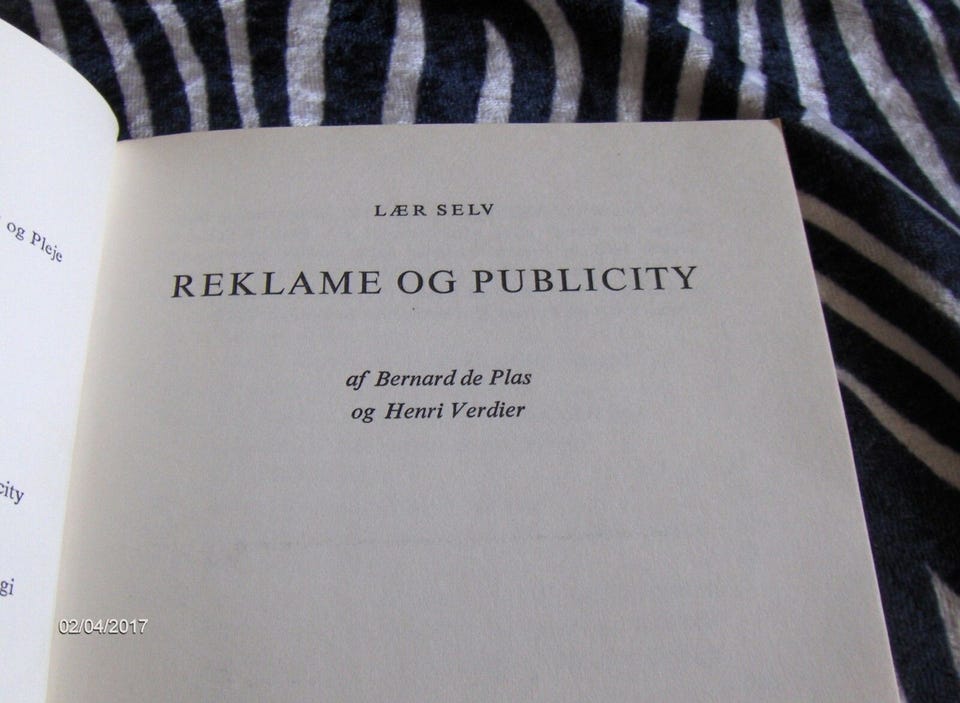 og Pleje
city
gi
LÆR SELV
REKLAME OG PUBLICITY
af Bernard de Plas
og Henri Verdier
02/04/2017